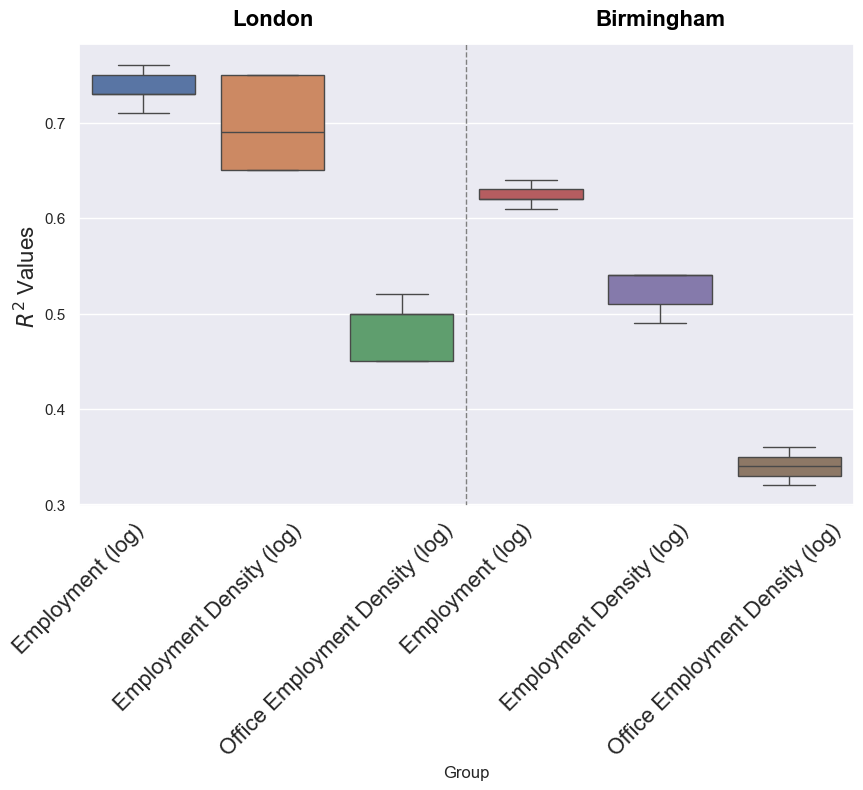 London
Birmingham
R² Values
0.7
0.6
0.5
0.4
0.3
Employment (log)
Employment Density (log)
Office Employment Density (log)
Employment (log)
Employment Density (log)
Office Employment Density (log)
Group